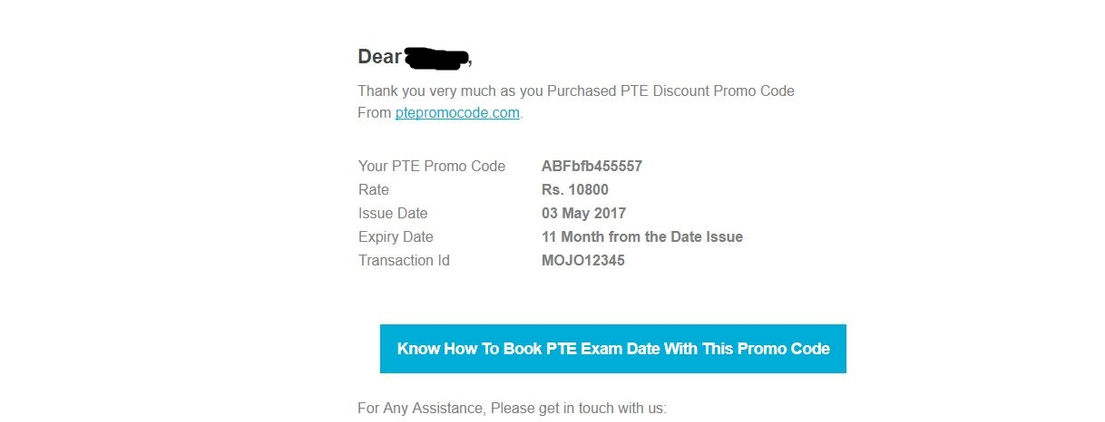 Dear ,
Thank you very much as you Purchased PTE Discount Promo Code
From ptepromocode.com.
Your PTE Promo Code ABFbfb455557
Rate Rs. 10800
Issue Date 03 May 2017
Expiry Date 11 Month from the Date Issue
Transaction Id MOJO12345
Know How To Book PTE Exam Date With This Promo Code
For Any Assistance, Please get in touch with us: